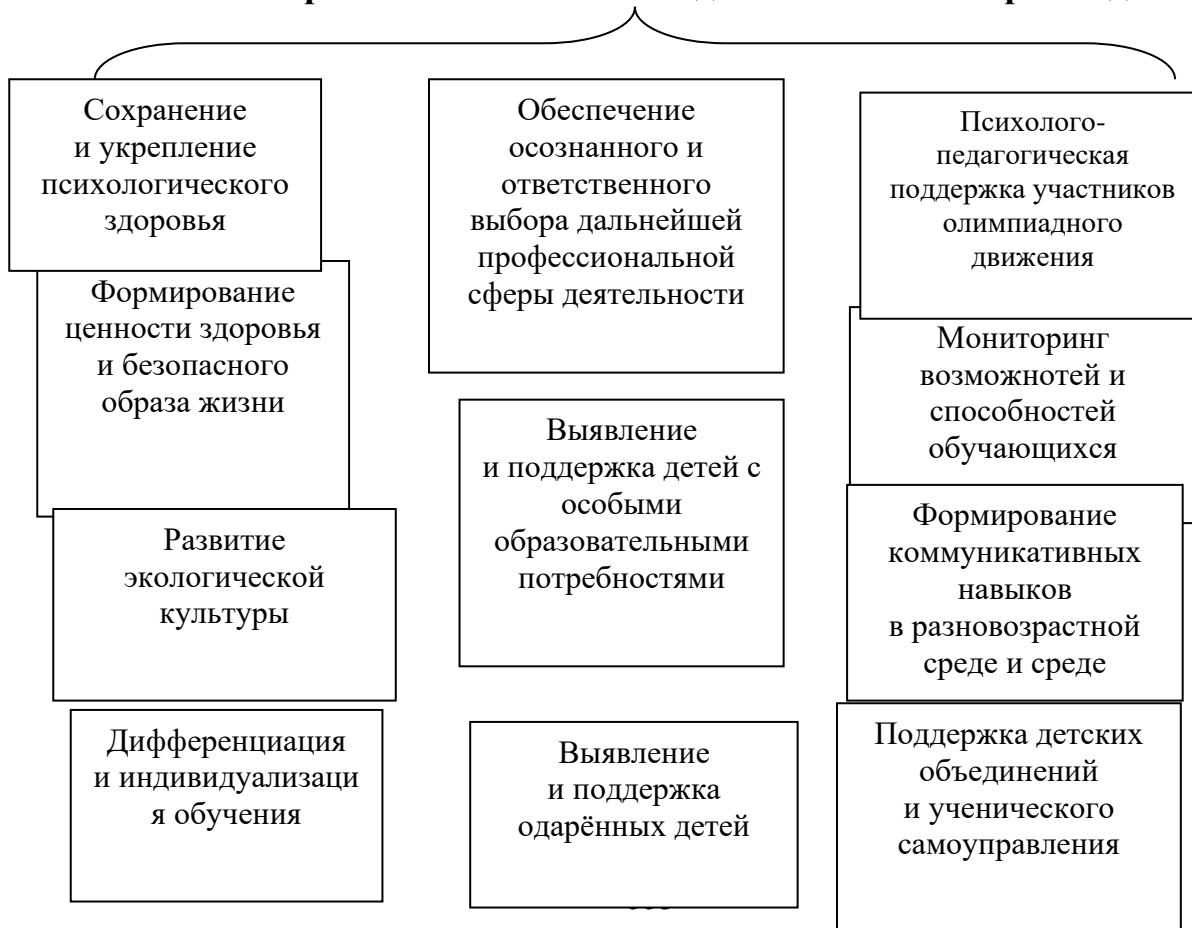 Сохранение
и укрепление
психологического
здоровья
Формирование
ценности здоровья
и безопасного
образа жизни
Развитие
экологической
культуры
Дифференциация
и индивидуализаци
я обучения
Обеспечение
осознанного и
ответственного
выбора дальнейшей
профессиональной
сферы деятельности
Выявление
и поддержка детей с
особыми
образовательными
потребностями
Выявление
и поддержка
одарённых детей
Психолого-
педагогическая
поддержка участников
олимпиадного
движения
Мониторинг
возможнотей и
способностей
обучающихся
Формирование
коммуникативных
навыков
в разновозрастной
среде и среде
Поддержка детских
объединений
и ученического
самоуправления